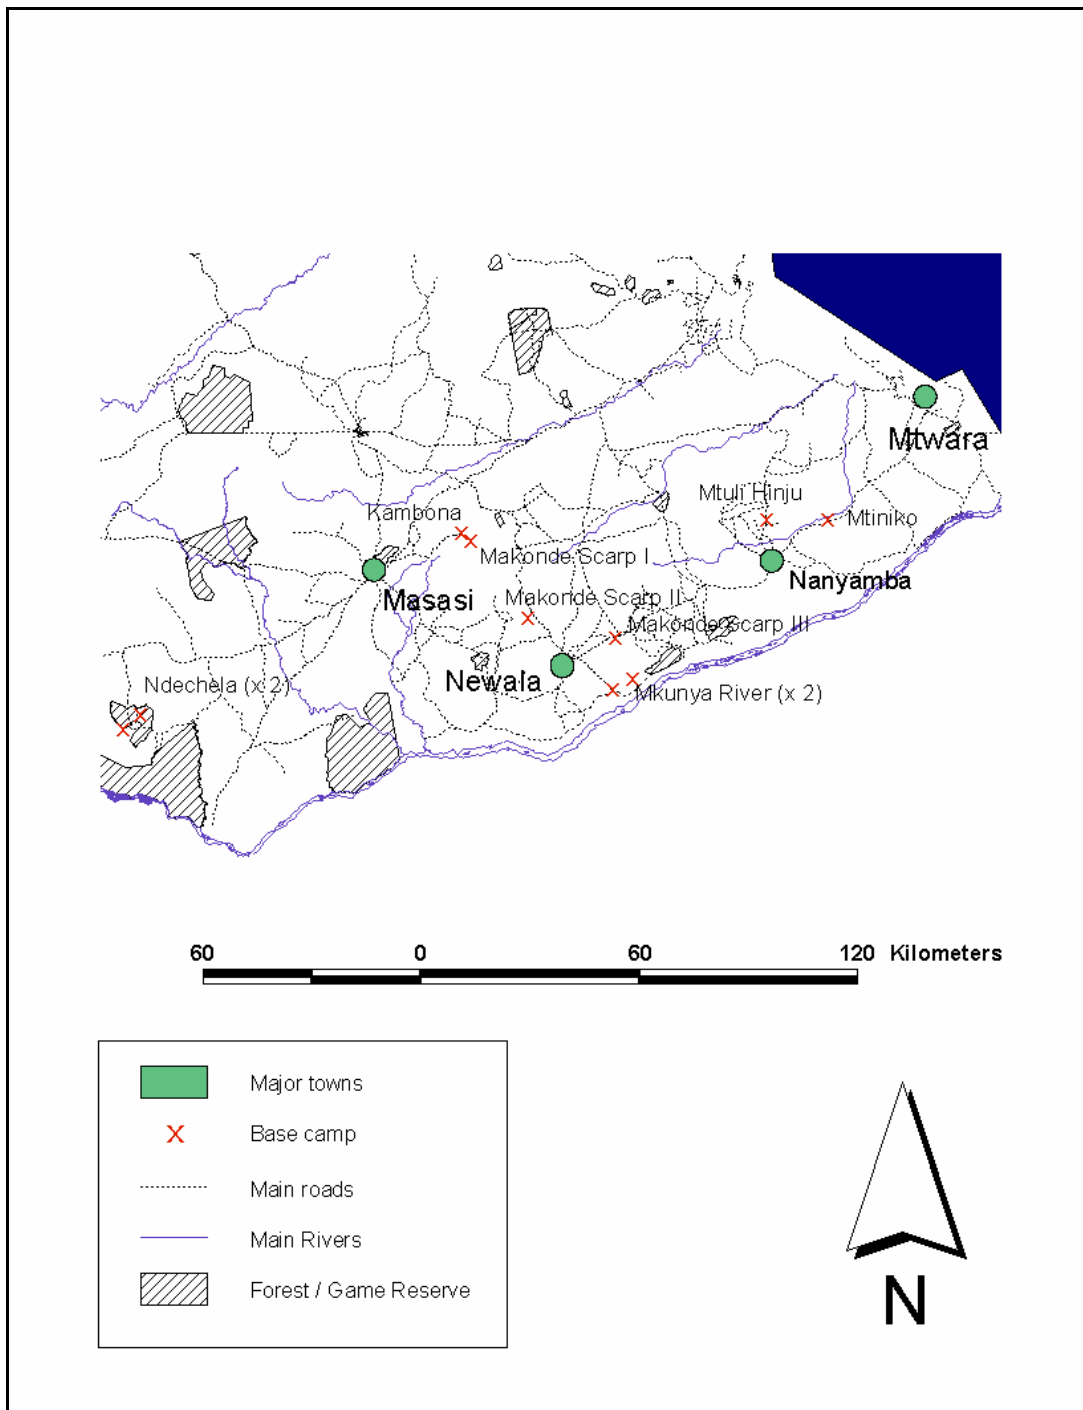 Mtwara
Mtuli Hinju
Kambona
Mtiniko
Makonde Scarp I
Nanyamba
Masasi
Makonde Scarp II
Makonde Scarp III
Newala
Ndechela (x 2)
Mkunya River (x 2)
60 0 60 120 Kilometers
Major towns
Base camp
Main roads
Main Rivers
Forest / Game Reserve
N